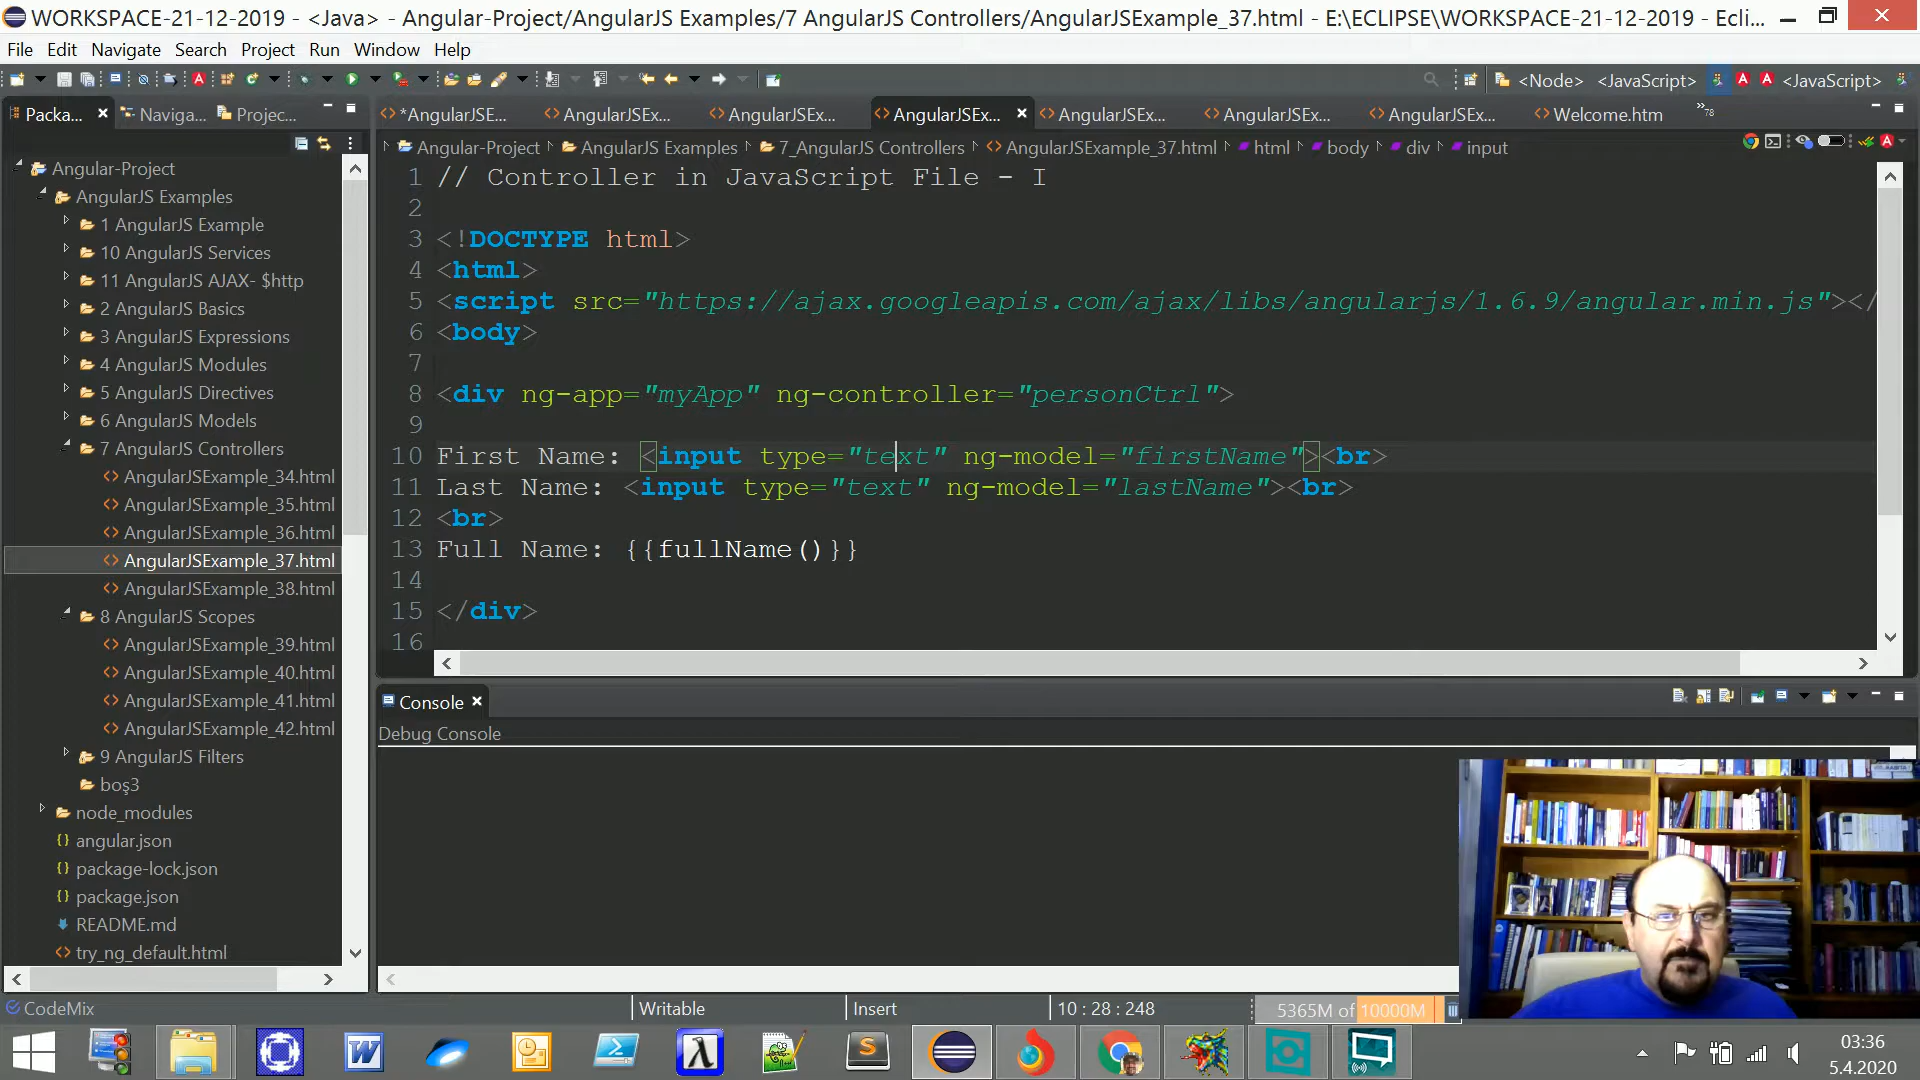 WORKSPACE-21-12-2019 - <Java> - Angular-Project/AngularJS Examples/7 AngularJS Controllers/AngularJSExample_37.html - E:\ECLIPSE\WORKSPACE-21-12-2019 - Ecli...
File Edit Navigate Search Project Run Window Help
<Node> <JavaScript> <JavaScript>
Packa... Naviga... Projec...
*AngularJSE... AngularJSEx... AngularJSEx... AngularJSEx... AngularJSEx... AngularJSEx... AngularJSEx... Welcome.htm »78
Angular-Project AngularJS Examples 7_AngularJS Controllers AngularJSExample_37.html html body div input
Angular-Project
AngularJS Examples
1 AngularJS Example
10 AngularJS Services
11 AngularJS AJAX- $http
2 AngularJS Basics
3 AngularJS Expressions
4 AngularJS Modules
5 AngularJS Directives
6 AngularJS Models
7 AngularJS Controllers
AngularJSExample_34.html
AngularJSExample_35.html
AngularJSExample_36.html
AngularJSExample_37.html
AngularJSExample_38.html
8 AngularJS Scopes
AngularJSExample_39.html
AngularJSExample_40.html
AngularJSExample_41.html
AngularJSExample_42.html
9 AngularJS Filters
boş3
node_modules
angular.json
package-lock.json
package.json
README.md
try_ng_default.html
1 // Controller in JavaScript File - I
2
3 <!DOCTYPE html>
4 <html>
5 <script src="https://ajax.googleapis.com/ajax/libs/angularjs/1.6.9/angular.min.js"></
6 <body>
7
8 <div ng-app="myApp" ng-controller="personCtrl">
9
10 First Name: <input type="text" ng-model="firstName"><br>
11 Last Name: <input type="text" ng-model="lastName"><br>
12 <br>
13 Full Name: {{fullName()}}
14
15 </div>
16
Console
Debug Console
CodeMix Writable Insert 10 : 28 : 248 5365M of 10000M
03:36
5.4.2020